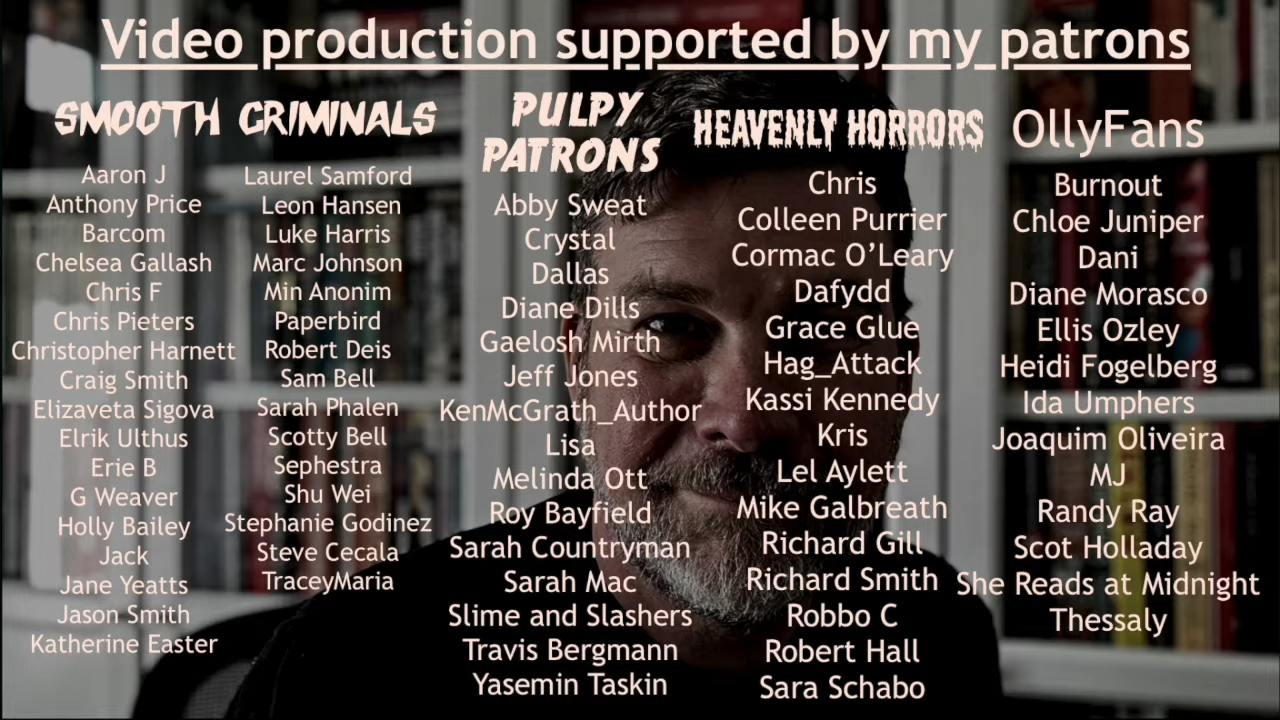 Video production supported by my patrons
SMOOTH CRIMINALS
Aaron J
Anthony Price
Barcom
Chelsea Gallash
Chris F
Chris Pieters
Christopher Harnett
Craig Smith
Elizaveta Sigova
Elrik Ulthus
Erie B
G Weaver
Holly Bailey
Jack
Jane Yeatts
Jason Smith
Katherine Easter
Laurel Samford
Leon Hansen
Luke Harris
Marc Johnson
Min Anonim
Paperbird
Robert Deis
Sam Bell
Sarah Phalen
Scotty Bell
Sephestra
Shu Wei
Stephanie Godinez
Steve Cecala
TraceyMaria
PULPY
PATRONS
Abby Sweat
Crystal
Dallas
Diane Dills
Gaelosh Mirth
Jeff Jones
KenMcGrath_Author
Lisa
Melinda Ott
Roy Bayfield
Sarah Countryman
Sarah Mac
Slime and Slashers
Travis Bergmann
Yasemin Taskin
HEAVENLY HORRORS
Chris
Colleen Purrier
Cormac O’Leary
Dafydd
Grace Glue
Hag_Attack
Kassi Kennedy
Kris
Lel Aylett
Mike Galbreath
Richard Gill
Richard Smith
Robbo C
Robert Hall
Sara Schabo
OllyFans
Burnout
Chloe Juniper
Dani
Diane Morasco
Ellis Ozley
Heidi Fogelberg
Ida Umphers
Joaquim Oliveira
MJ
Randy Ray
Scot Holladay
She Reads at Midnight
Thessaly